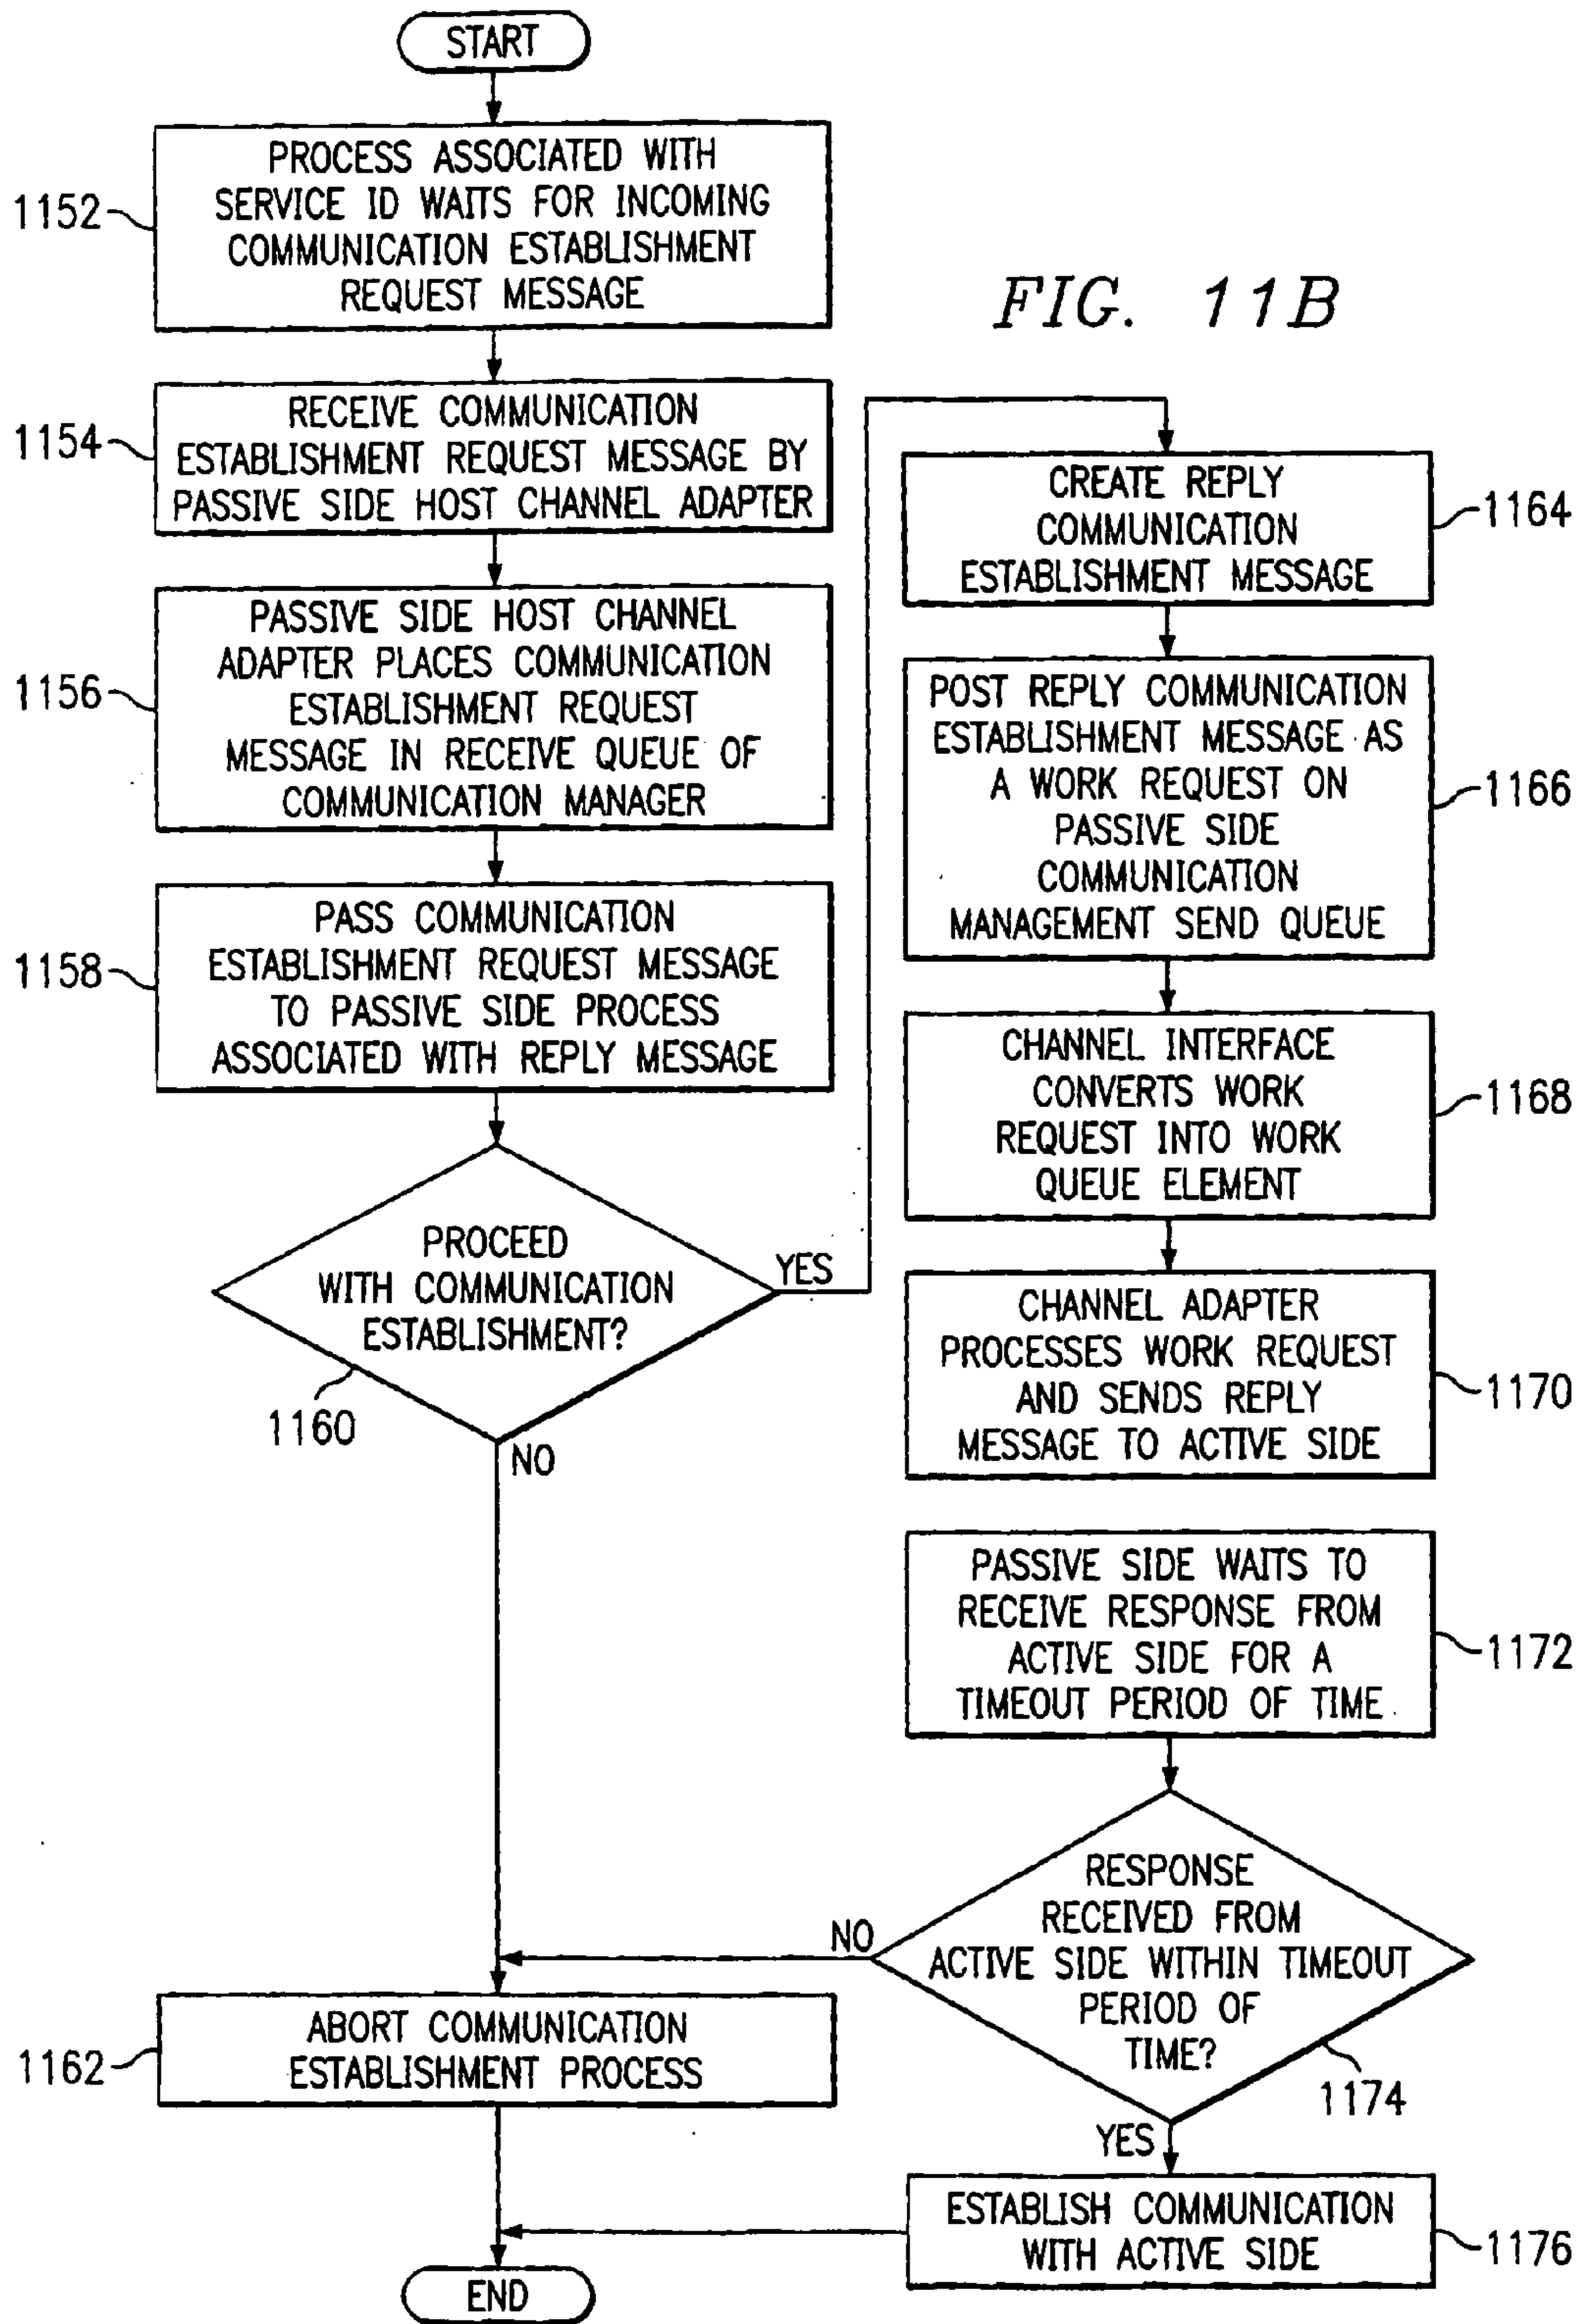 START
PROCESS ASSOCIATED WITH
SERVICE ID WAITS FOR INCOMING
COMMUNICATION ESTABLISHMENT
REQUEST MESSAGE
1152
FIG. 11B
RECEIVE COMMUNICATION
ESTABLISHMENT REQUEST MESSAGE BY
PASSIVE SIDE HOST CHANNEL ADAPTER
1154
PASSIVE SIDE HOST CHANNEL
ADAPTER PLACES COMMUNICATION
ESTABLISHMENT REQUEST
MESSAGE IN RECEIVE QUEUE OF
COMMUNICATION MANAGER
1156
PASS COMMUNICATION
ESTABLISHMENT REQUEST MESSAGE
TO PASSIVE SIDE PROCESS
ASSOCIATED WITH REPLY MESSAGE
1158
PROCEED
WITH COMMUNICATION
ESTABLISHMENT?
1160
YES
NO
CREATE REPLY
COMMUNICATION
ESTABLISHMENT MESSAGE
1164
POST REPLY COMMUNICATION
ESTABLISHMENT MESSAGE AS
A WORK REQUEST ON
PASSIVE SIDE
COMMUNICATION
MANAGEMENT SEND QUEUE
1166
CHANNEL INTERFACE
CONVERTS WORK
REQUEST INTO WORK
QUEUE ELEMENT
1168
CHANNEL ADAPTER
PROCESSES WORK REQUEST
AND SENDS REPLY
MESSAGE TO ACTIVE SIDE
1170
PASSIVE SIDE WAITS TO
RECEIVE RESPONSE FROM
ACTIVE SIDE FOR A
TIMEOUT PERIOD OF TIME
1172
RESPONSE
RECEIVED FROM
ACTIVE SIDE WITHIN TIMEOUT
PERIOD OF
TIME?
1174
NO
YES
ABORT COMMUNICATION
ESTABLISHMENT PROCESS
1162
ESTABLISH COMMUNICATION
WITH ACTIVE SIDE
1176
END